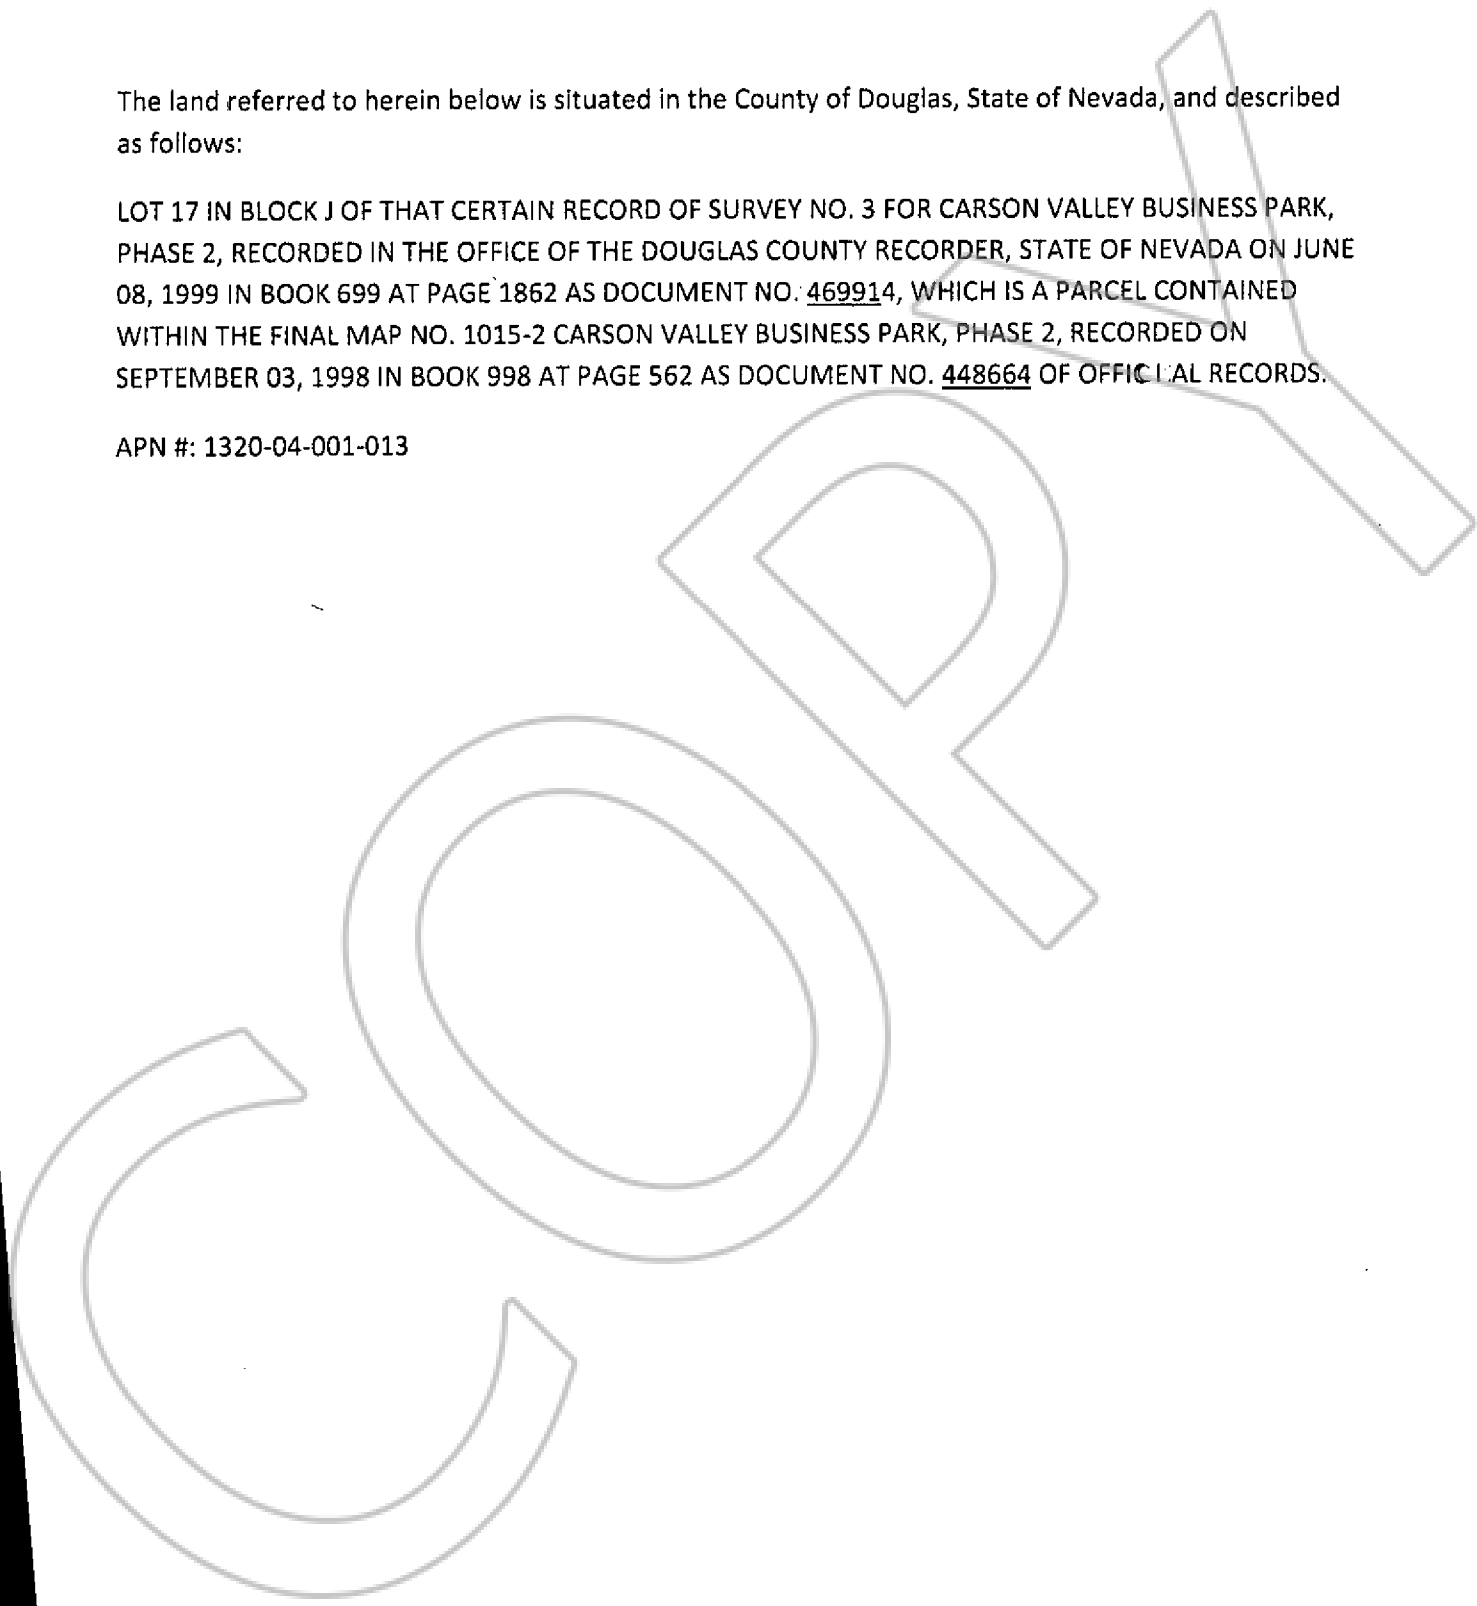 The land referred to herein below is situated in the County of Douglas, State of Nevada, and described
as follows:
LOT 17 IN BLOCK J OF THAT CERTAIN RECORD OF SURVEY NO. 3 FOR CARSON VALLEY BUSINESS PARK,
PHASE 2, RECORDED IN THE OFFICE OF THE DOUGLAS COUNTY RECORDER, STATE OF NEVADA ON JUNE
08, 1999 IN BOOK 699 AT PAGE 1862 AS DOCUMENT NO. 469914, WHICH IS A PARCEL CONTAINED
WITHIN THE FINAL MAP NO. 1015-2 CARSON VALLEY BUSINESS PARK, PHASE 2, RECORDED ON
SEPTEMBER 03, 1998 IN BOOK 998 AT PAGE 562 AS DOCUMENT NO. 448664 OF OFFICIAL RECORDS.
APN #: 1320-04-001-013
COPY